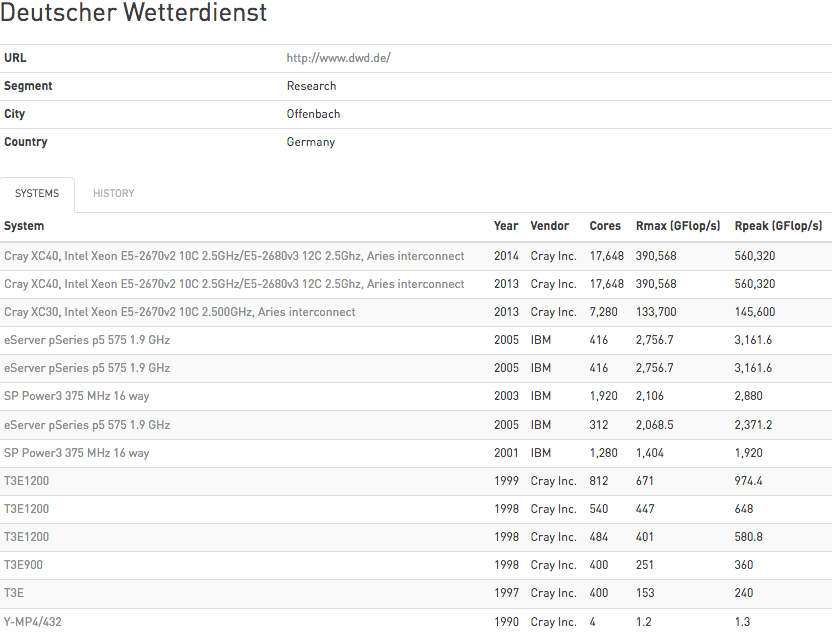 Deutscher Wetterdienst
URL http://www.dwd.de/
Segment Research
City Offenbach
Country Germany
SYSTEMS HISTORY
System Year Vendor Cores Rmax (GFlop/s) Rpeak (GFlop/s)
Cray XC40, Intel Xeon E5-2670v2 10C 2.5GHz/E5-2680v3 12C 2.5Ghz, Aries interconnect 2014 Cray Inc. 17,648 390,568 560,320
Cray XC40, Intel Xeon E5-2670v2 10C 2.5GHz/E5-2680v3 12C 2.5Ghz, Aries interconnect 2013 Cray Inc. 17,648 390,568 560,320
Cray XC30, Intel Xeon E5-2670v2 10C 2.500GHz, Aries interconnect 2013 Cray Inc. 7,280 133,700 145,600
eServer pSeries p5 575 1.9 GHz 2005 IBM 416 2,756.7 3,161.6
eServer pSeries p5 575 1.9 GHz 2005 IBM 416 2,756.7 3,161.6
SP Power3 375 MHz 16 way 2003 IBM 1,920 2,106 2,880
eServer pSeries p5 575 1.9 GHz 2005 IBM 312 2,068.5 2,371.2
SP Power3 375 MHz 16 way 2001 IBM 1,280 1,404 1,920
T3E1200 1999 Cray Inc. 812 671 974.4
T3E1200 1998 Cray Inc. 540 447 648
T3E1200 1998 Cray Inc. 484 401 580.8
T3E900 1998 Cray Inc. 400 251 360
T3E 1997 Cray Inc. 400 153 240
Y-MP4/432 1990 Cray Inc. 4 1.2 1.3